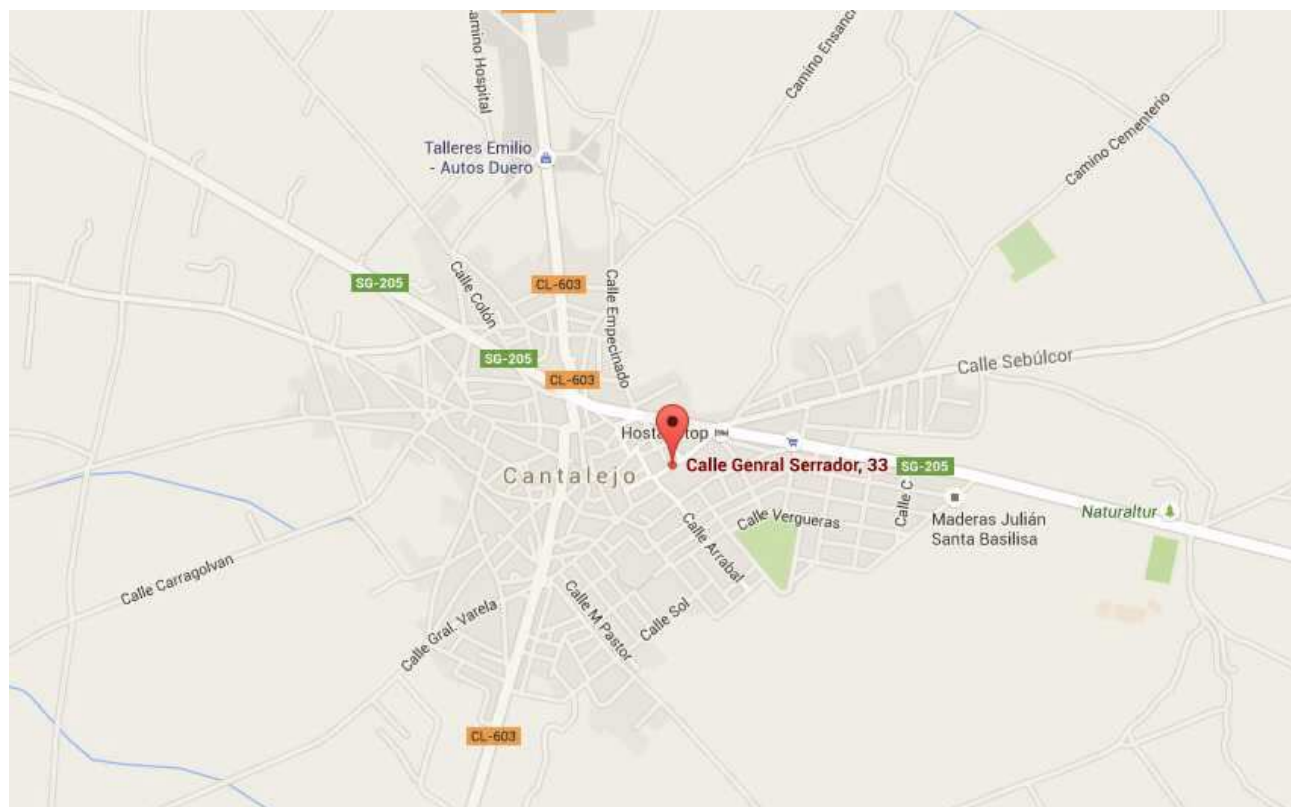 Camino Hospital
Camino Ensanc
Camino Cementerio
Talleres Emilio
- Autos Duero
SG-205
CL-603
Calle Colón
Calle Empecinado
SG-205
CL-603
Calle Sebúlcor
Calle Genral Serrador, 33
SG-205
Cantalejo
Calle C
Calle Vergueras
Maderas Julián
Santa Basilisa
Naturaltur
Calle Arrabal
Calle Carragolvan
Calle Gral. Varela
Calle M Pastor
Calle Sol
CL-603